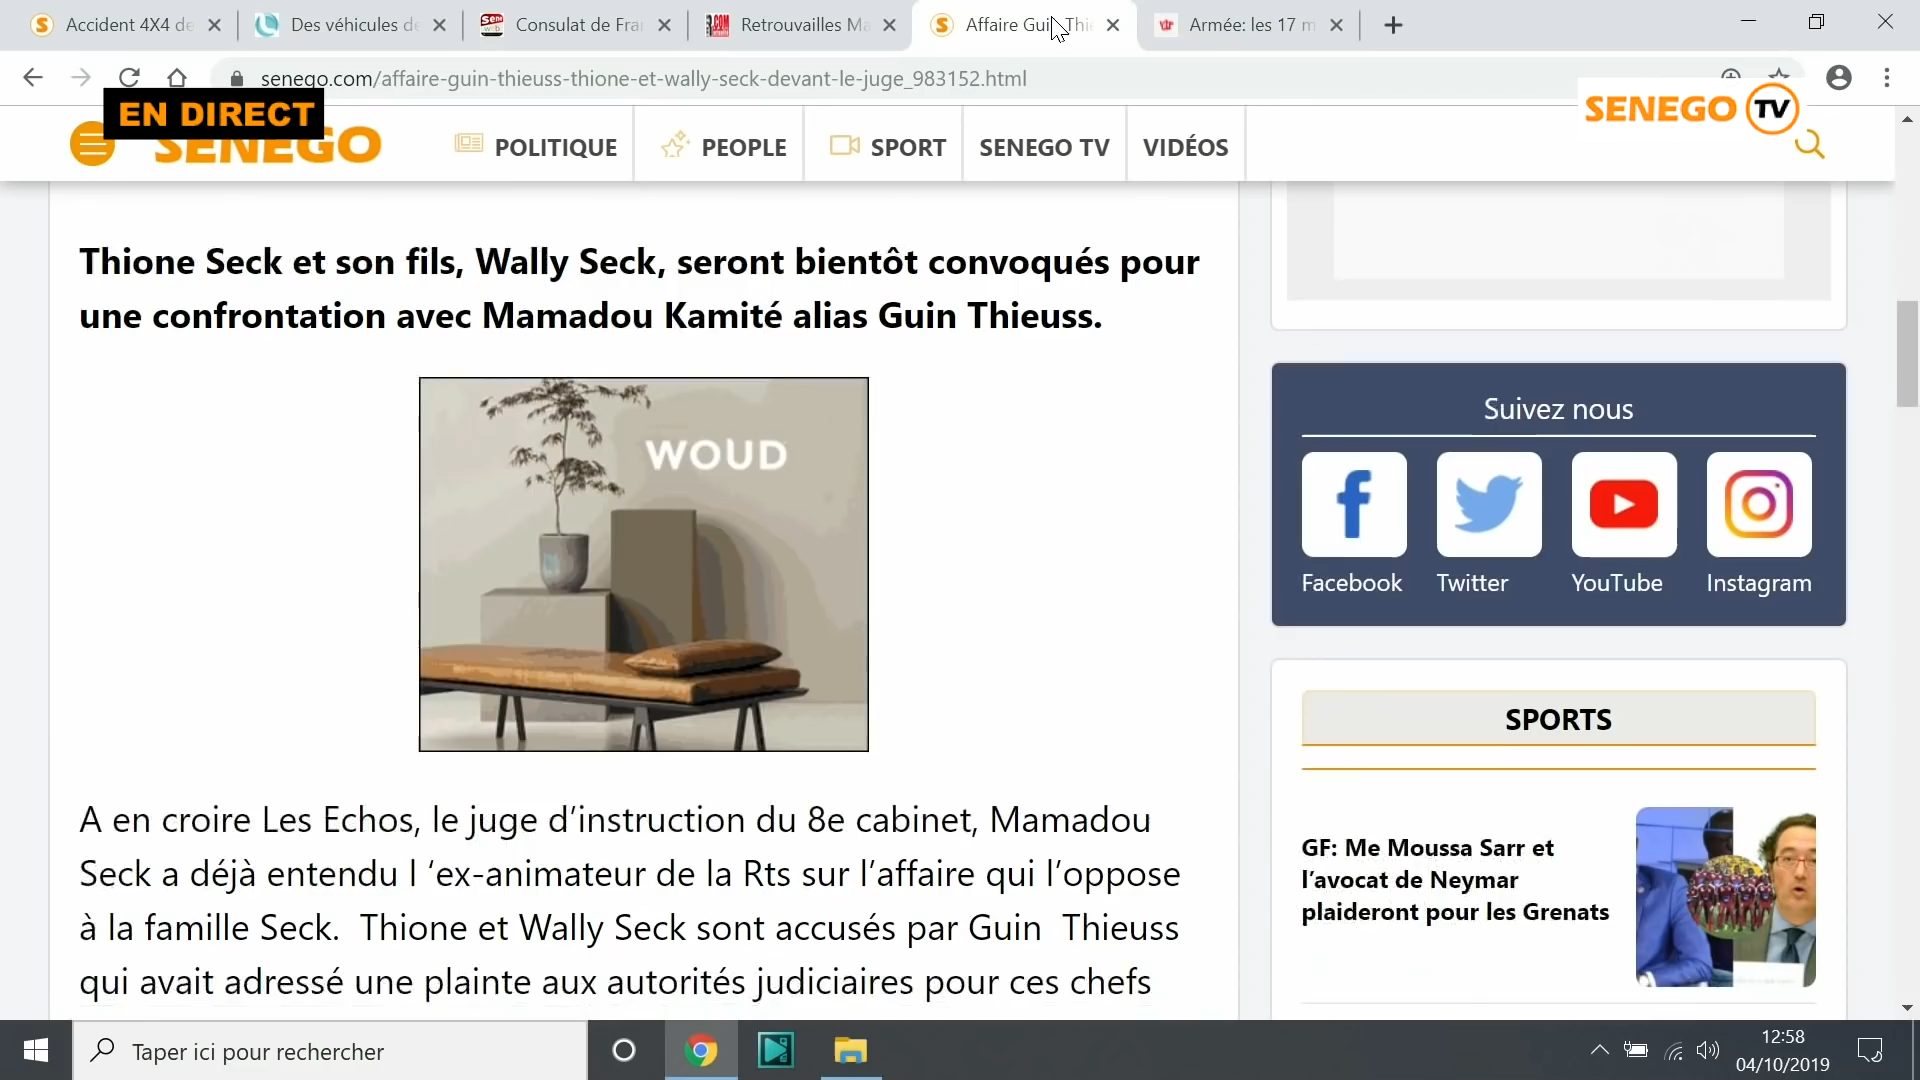 Accident 4X4 de
Des véhicules de
Consulat de Fran
Retrouvailles Ma
Affaire Guin Thie
Armée: les 17 m
senego.com/affaire-guin-thieuss-thione-et-wally-seck-devant-le-juge_983152.html
EN DIRECT
SENEGO
POLITIQUE
PEOPLE
SPORT
SENEGO TV
VIDÉOS
SENEGO TV
Thione Seck et son fils, Wally Seck, seront bientôt convoqués pour
une confrontation avec Mamadou Kamité alias Guin Thieuss.
WOUD
A en croire Les Echos, le juge d’instruction du 8e cabinet, Mamadou
Seck a déjà entendu l ‘ex-animateur de la Rts sur l’affaire qui l’oppose
à la famille Seck.  Thione et Wally Seck sont accusés par Guin  Thieuss
qui avait adressé une plainte aux autorités judiciaires pour ces chefs
Suivez nous
Facebook
Twitter
YouTube
Instagram
SPORTS
GF: Me Moussa Sarr et
l’avocat de Neymar
plaideront pour les Grenats
Taper ici pour rechercher
12:58
04/10/2019